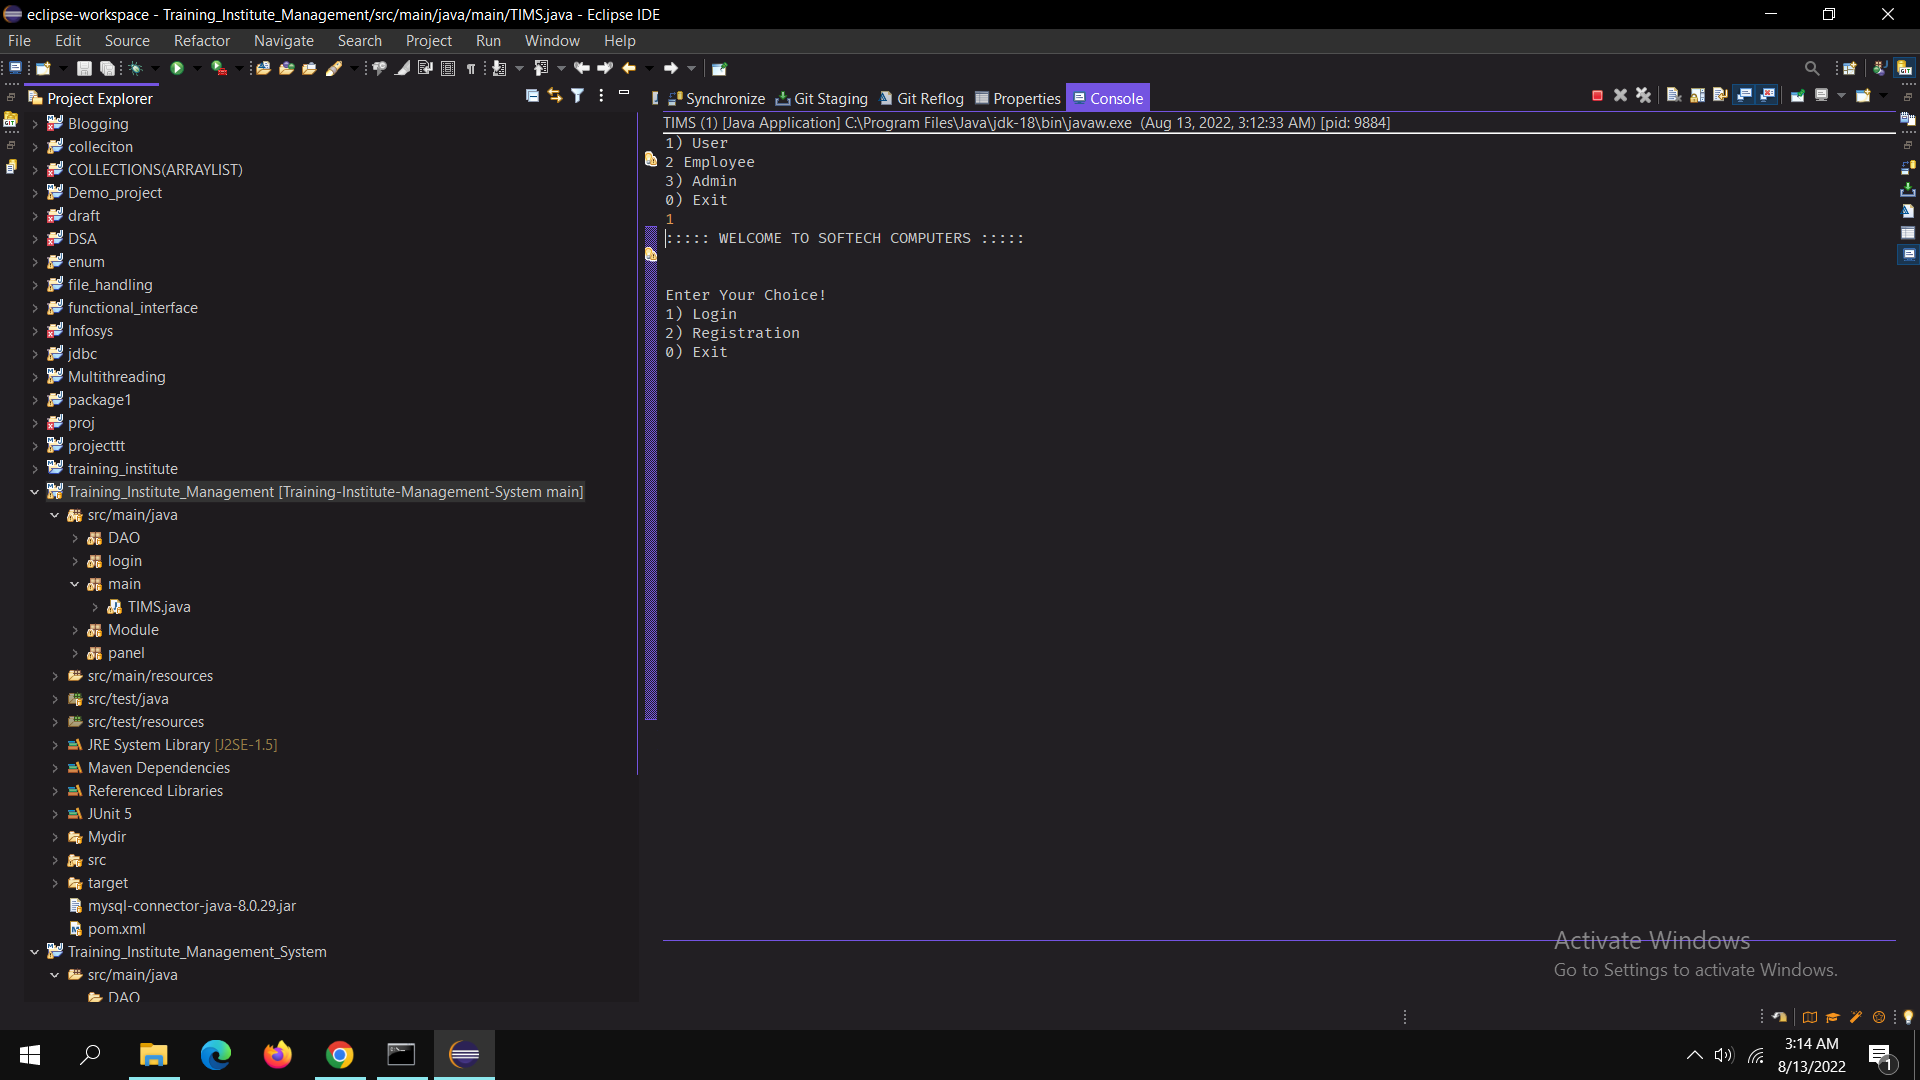 eclipse-workspace - Training_Institute_Management/src/main/java/main/TIMS.java - Eclipse IDE
File Edit Source Refactor Navigate Search Project Run Window Help
Project Explorer
Blogging
colleciton
COLLECTIONS(ARRAYLIST)
Demo_project
draft
DSA
enum
file_handling
functional_interface
Infosys
jdbc
Multithreading
package1
proj
projecttt
training_institute
Training_Institute_Management [Training-Institute-Management-System main]
src/main/java
DAO
login
main
TIMS.java
Module
panel
src/main/resources
src/test/java
src/test/resources
JRE System Library [J2SE-1.5]
Maven Dependencies
Referenced Libraries
JUnit 5
Mydir
src
target
mysql-connector-java-8.0.29.jar
pom.xml
Training_Institute_Management_System
src/main/java
DAO
Synchronize Git Staging Git Reflog Properties Console
TIMS (1) [Java Application] C:\Program Files\Java\jdk-18\bin\javaw.exe (Aug 13, 2022, 3:12:33 AM) [pid: 9884]
1) User
2 Employee
3) Admin
0) Exit
1
::::: WELCOME TO SOFTECH COMPUTERS :::::
Enter Your Choice!
1) Login
2) Registration
0) Exit
Activate Windows
Go to Settings to activate Windows.
3:14 AM
8/13/2022
1